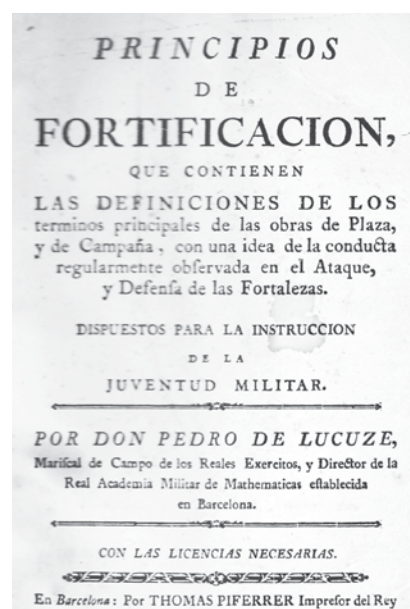 PRINCIPIOS
DE
FORTIFICACION,
QUE CONTIENEN
LAS DEFINICIONES DE LOS
terminos principales de las obras de Plaza,
y de Campaña, con una idea de la conducta
regularmente obſervada en el Ataque,
y Defenſa de las Fortalezas.
DISPUESTOS PARA LA INSTRUCCION
DE LA
JUVENTUD MILITAR.
POR DON PEDRO DE LUCUZE,
Mariſcal de Campo de los Reales Exercitos, y Director de la
Real Academia Militar de Mathematicas eſtablecida
en Barcelona.
CON LAS LICENCIAS NECESARIAS.
En Barcelona: Por THOMAS PIFERRER Impreſor del Rey